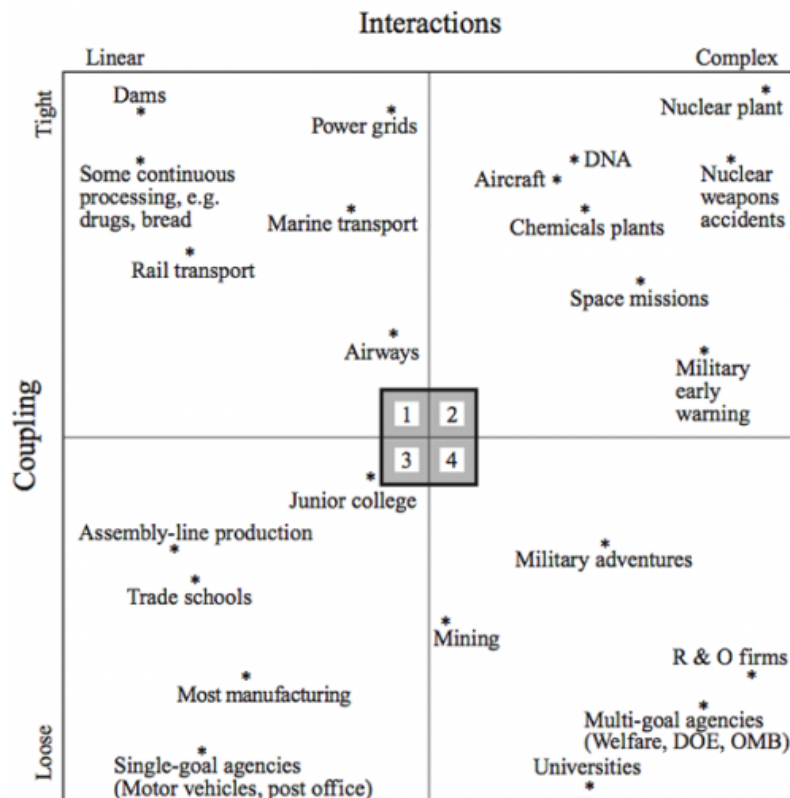 Interactions
Linear
Complex
Tight
Dams
*
Power grids
*
Nuclear plant
*
Some continuous
processing, e.g.
drugs, bread
*
Marine transport
*
Rail transport
*
Airways
*
* DNA
Aircraft *
Chemicals plants
*
Nuclear
weapons
accidents
*
Space missions
*
Military
early
warning
*
Coupling
1
2
3
4
Junior college
*
Assembly-line production
*
Trade schools
*
Most manufacturing
*
Single-goal agencies
(Motor vehicles, post office)
*
Military adventures
*
Mining
*
R & O firms
*
Multi-goal agencies
(Welfare, DOE, OMB)
*
Universities
*
Loose